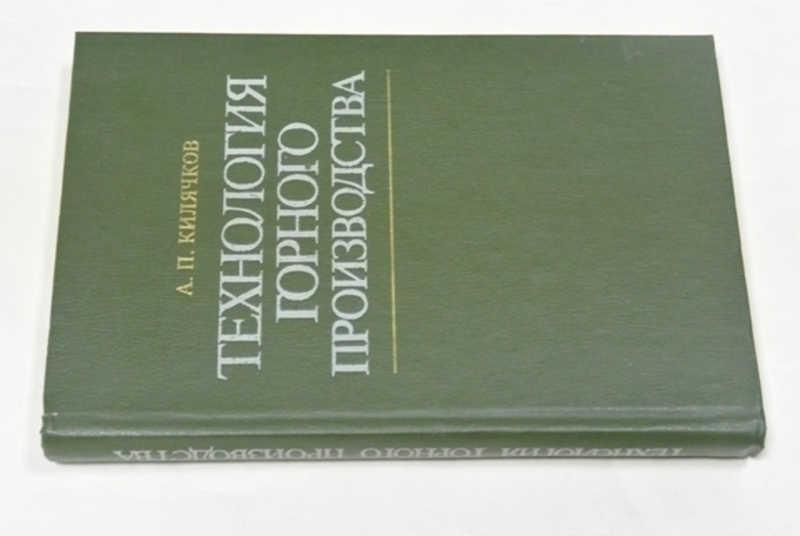 А. П. КИЛЯЧКОВ
ТЕХНОЛОГИЯ
ГОРНОГО
ПРОИЗВОДСТВА
ТЕХНОЛОГИЯ ГОРНОГО ПРОИЗВОДСТВА